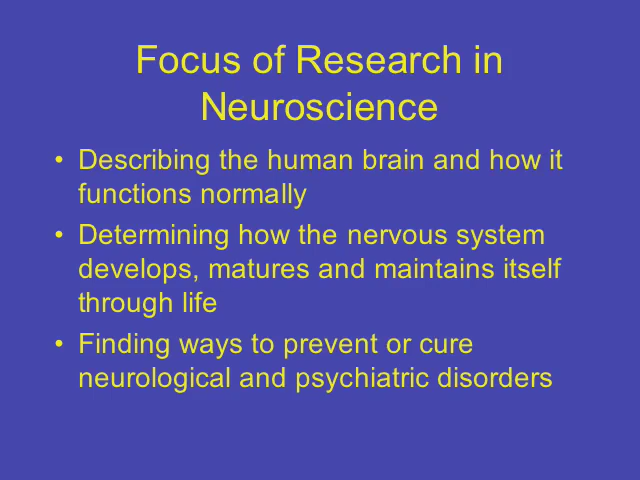 Focus of Research in
Neuroscience
• Describing the human brain and how it
functions normally
• Determining how the nervous system
develops, matures and maintains itself
through life
• Finding ways to prevent or cure
neurological and psychiatric disorders